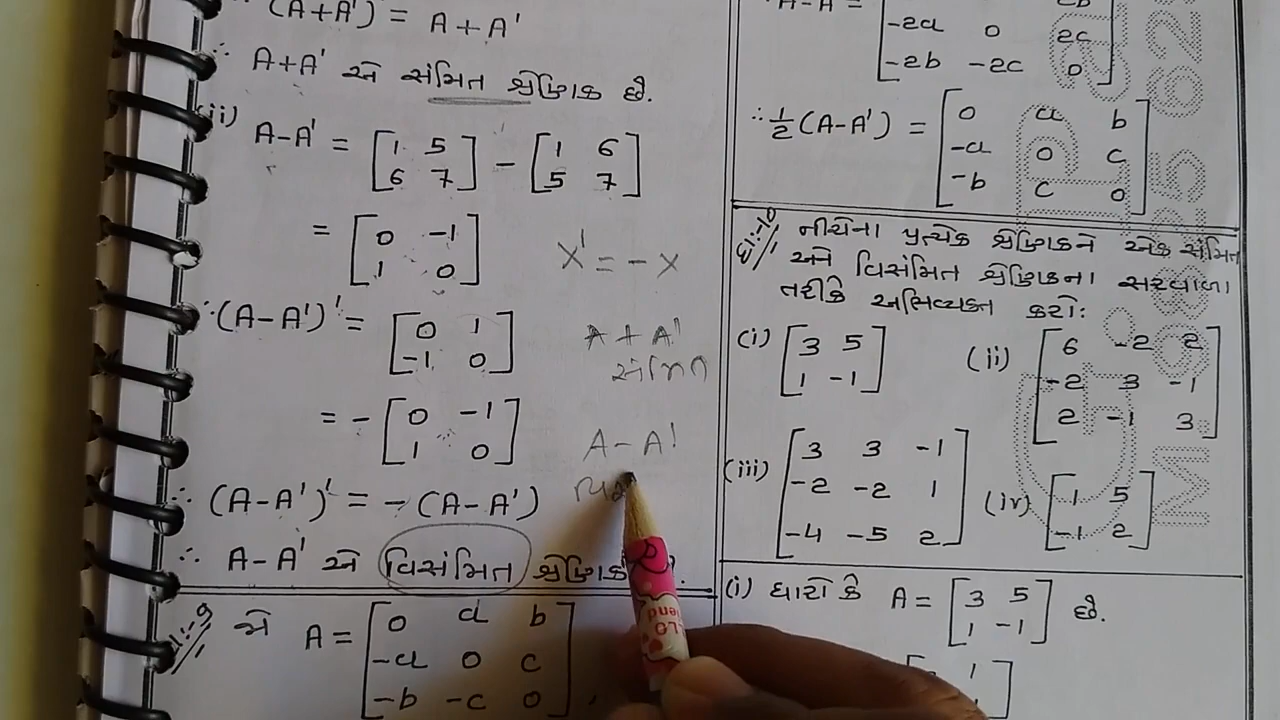 (A+A') = A+A'
∴ A+A' એ સંમિત શ્રેણિક છે.
(ii) A-A' = [1 5; 6 7] - [1 6; 5 7]
= [0 -1; 1 0]
∴ (A-A')' = [0 1; -1 0]
= - [0 -1; 1 0]
∴ (A-A')' = -(A-A')
∴ A-A' એ વિસંમિત
દા.-9 જો A = [0 a b; -a 0 c; -b -c 0],
X' = -X
A+A'
સંમિત
A-A'
A-A' = [2b; -2a 0 2c; -2b -2c 0]
∴ 1/2 (A-A') = [0 a b; -a 0 c; -b c 0]
દા.-10 નીચેના પ્રત્યેક શ્રેણિકને એક સંમિત
અને વિસંમિત શ્રેણિકના સરવાળા
તરીકે અભિવ્યક્ત કરો:
(i) [3 5; 1 -1] (ii) [6 -2 2; -2 3 -1; 2 -1 3]
(iii) [3 3 -1; -2 -2 1; -4 -5 2] (iv) [1 5; -1 2]
(i) ધારો કે A = [3 5; 1 -1] છે.